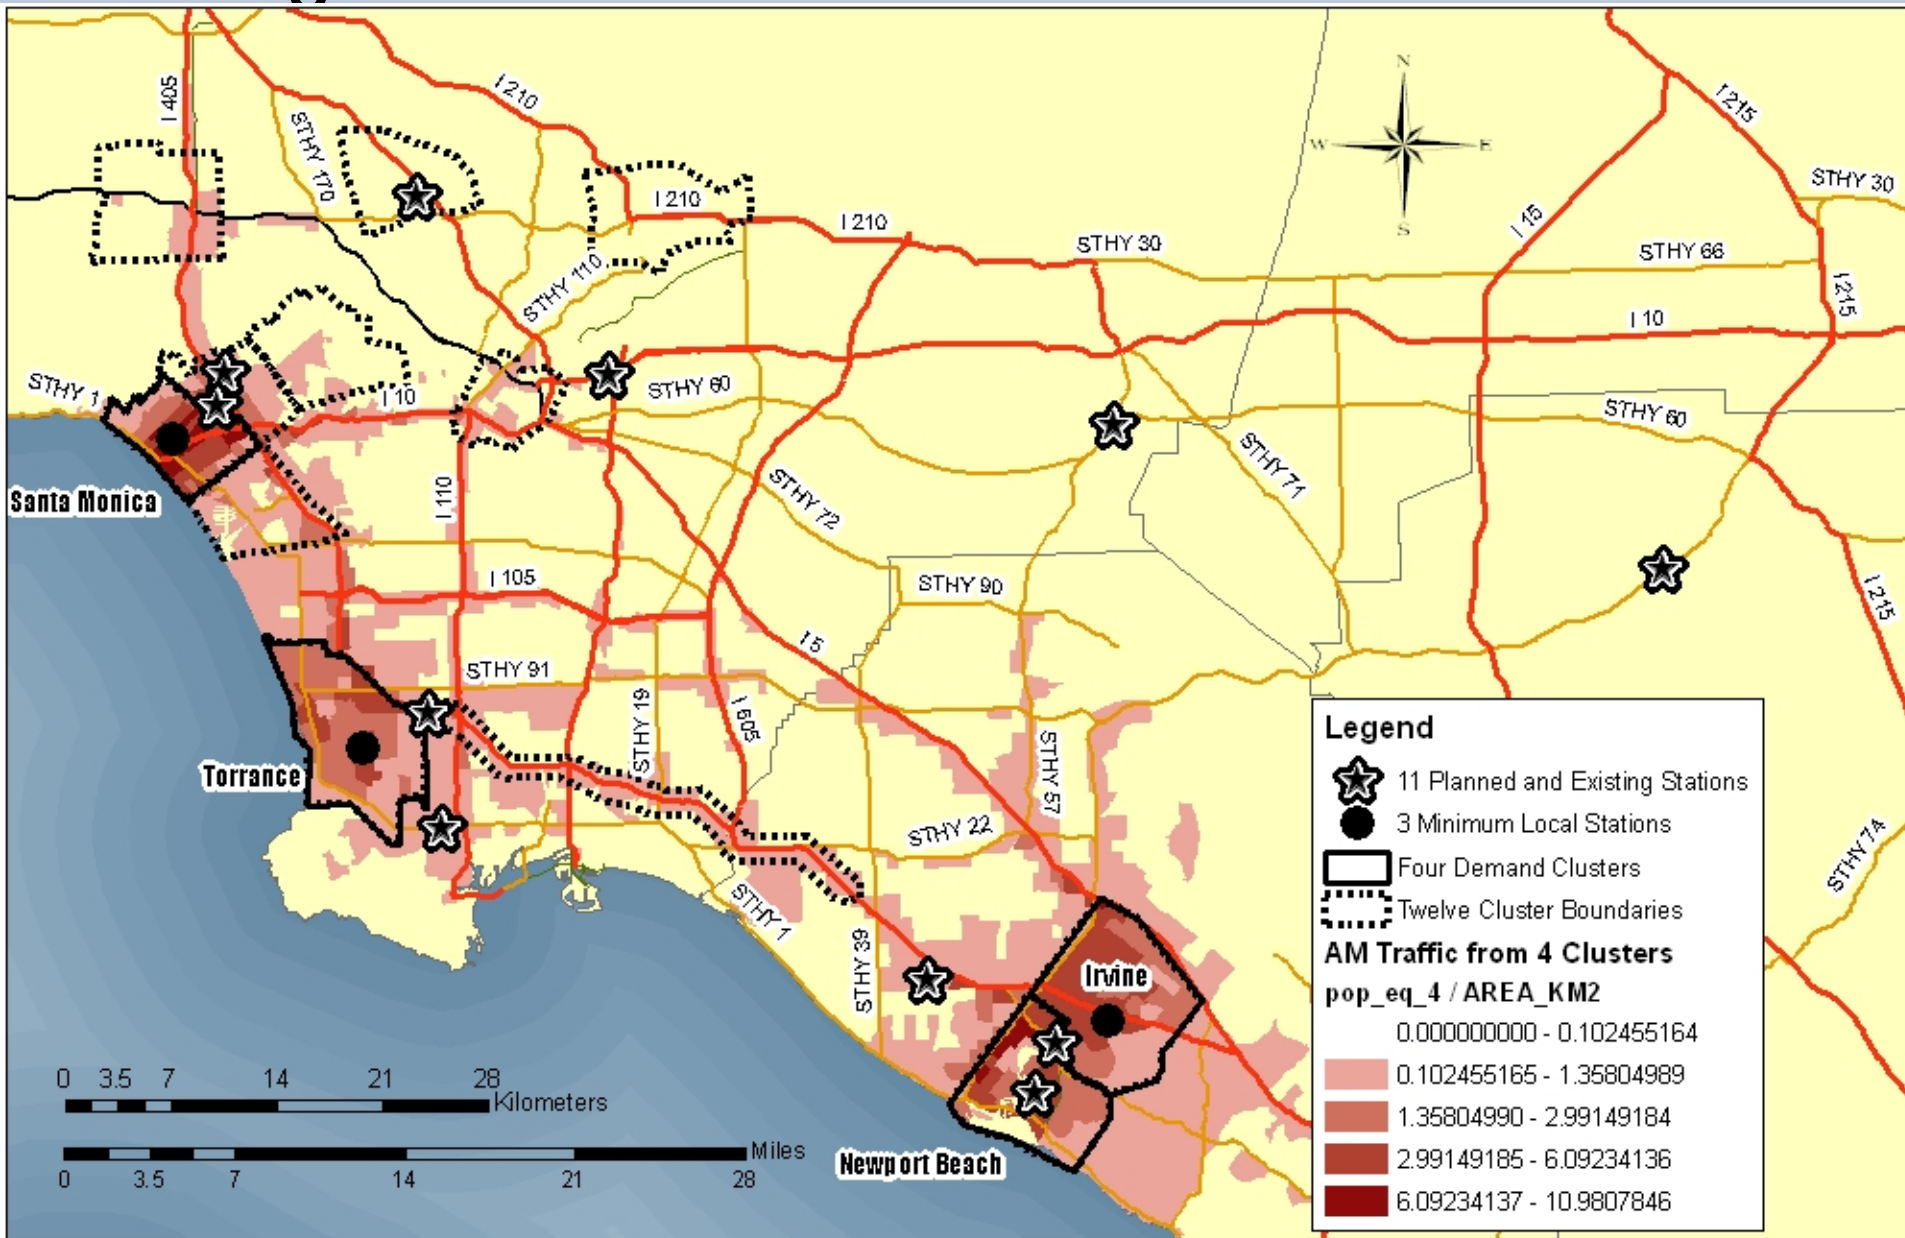 N
I 405
I 210
I 215
STHY 170
W
E
STHY 30
I 210
I 210
I 15
S
STHY 30
STHY 66
STHY 110
I 215
I 10
STHY 1
STHY 60
I 10
STHY 60
STHY 71
I 110
STHY 72
Santa Monica
I 105
STHY 90
I 215
I 5
STHY 91
STHY 19
I 605
STHY 57
Torrance
STHY 22
STHY 74
STHY 1
STHY 39
Irvine
Newport Beach
0 3.5 7 14 21 28
Kilometers
Miles
0 3.5 7 14 21 28
Legend
11 Planned and Existing Stations
3 Minimum Local Stations
Four Demand Clusters
Twelve Cluster Boundaries
AM Traffic from 4 Clusters
pop_eq_4 / AREA_KM2
0.000000000 - 0.102455164
0.102455165 - 1.35804989
1.35804990 - 2.99149184
2.99149185 - 6.09234136
6.09234137 - 10.9807846